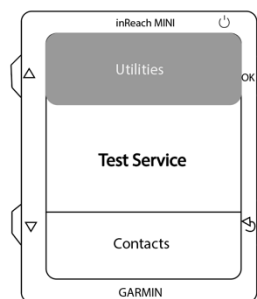 inReach MINI
Utilities
OK
Test Service
Contacts
GARMIN